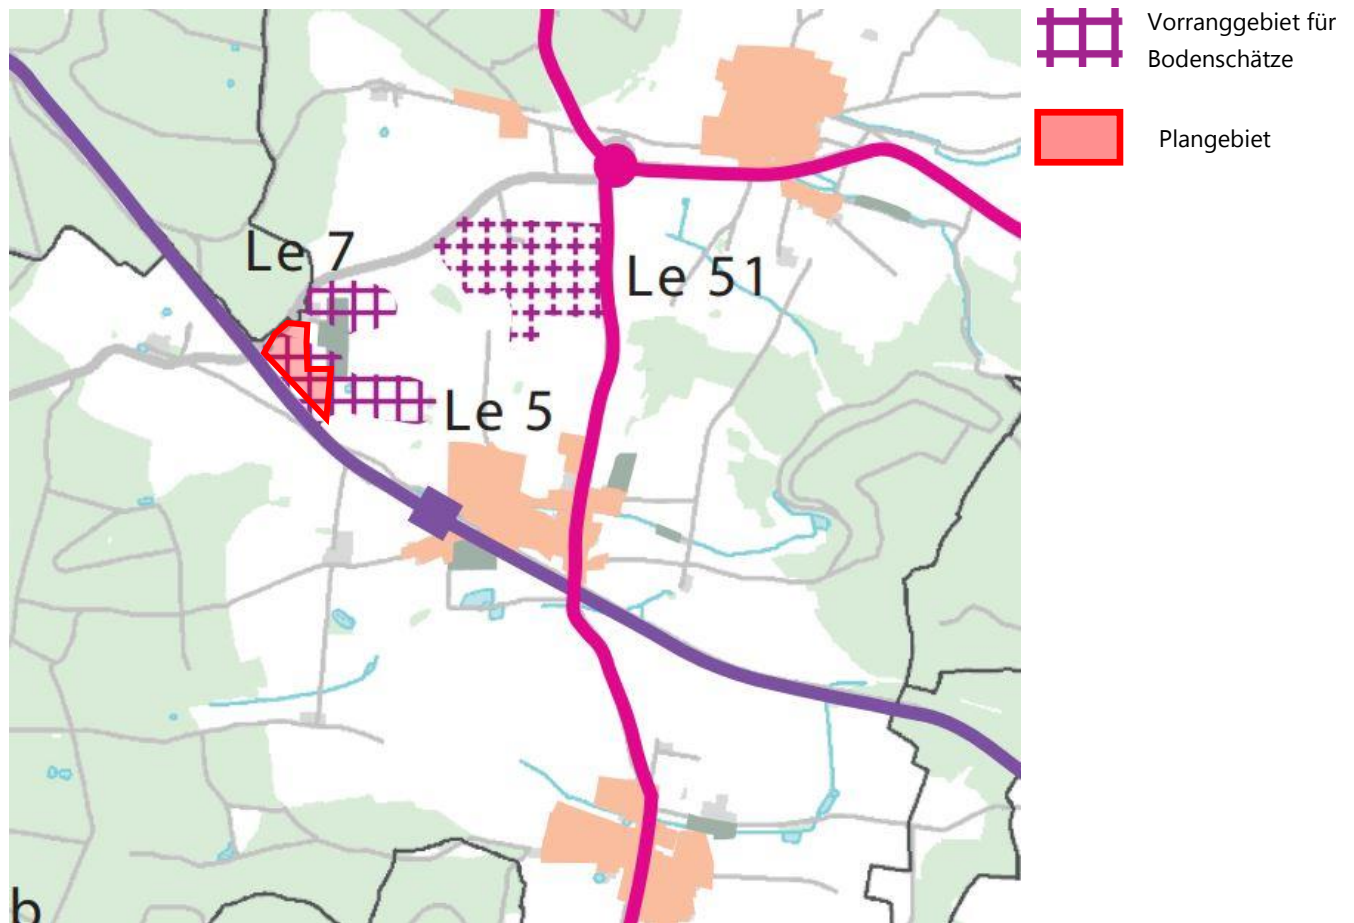 Vorranggebiet für
Bodenschätze
Plangebiet
Le 7
Le 51
Le 5
b